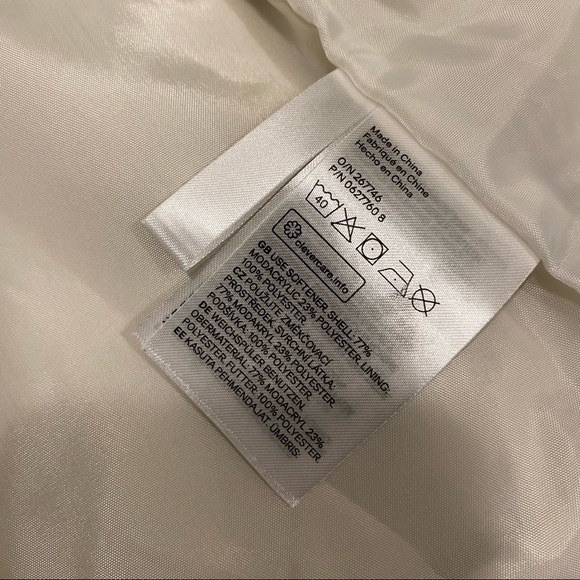 Made in China
Fabriqué en Chine
Hecho en China
O/N 267746
P/N 0627760 8
40
clevercare.info
GB USE SOFTENER SHELL: 77%
MODACRYLIC 23% POLYESTER. LINING:
100% POLYESTER.
CZ POUŽIJTE ZMĚKČOVACÍ
PROSTŘEDEK. SVRCHNÍ LÁTKA:
77% MODAKRYL 23% POLYESTER.
PODŠÍVKA: 100% POLYESTER.
DE WEICHSPÜLER BENUTZEN
OBERMATERIAL: 77% MODACRYL 23%
POLYESTER. FUTTER: 100% POLYESTER.
EE KASUTA PEHMENDAJAT. ÜMBRIS: